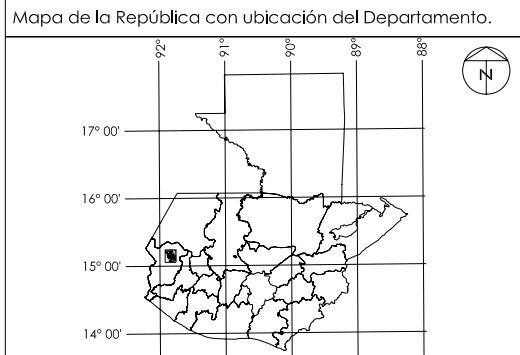 Mapa de la República con ubicación del Departamento.
92° 91° 90° 89° 88°
N
17° 00'
16° 00'
15° 00'
14° 00'